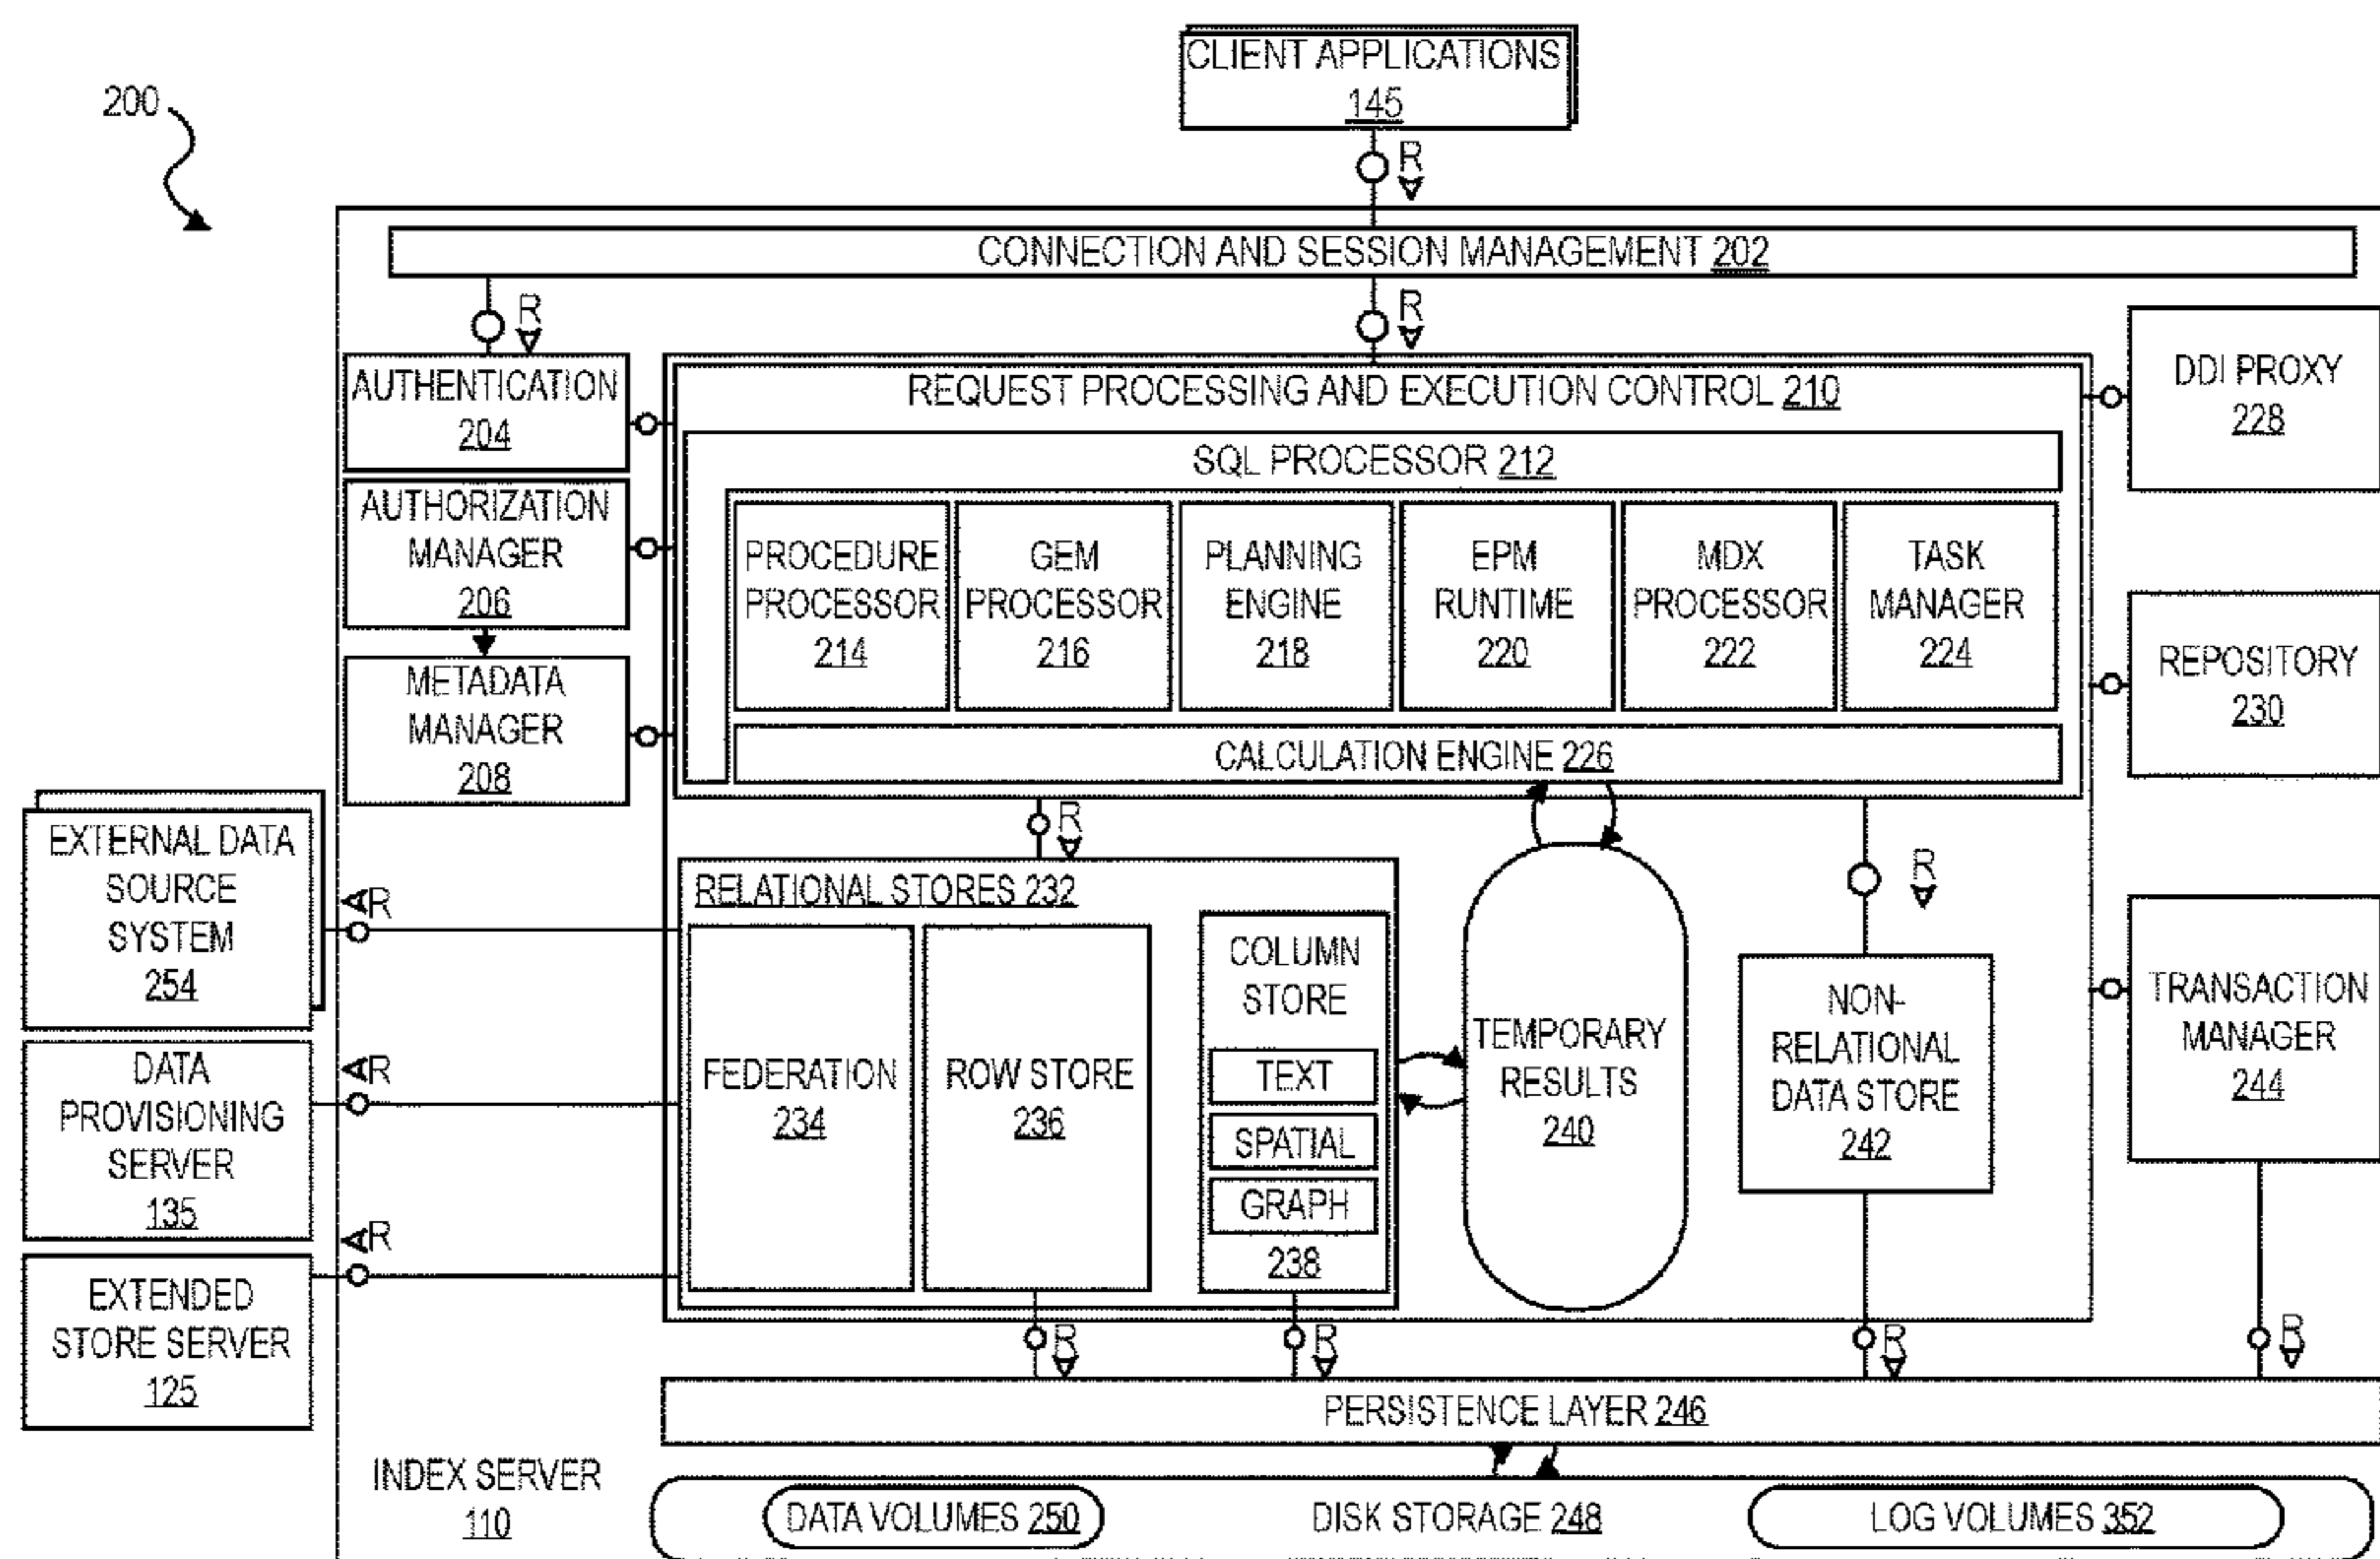 200
CLIENT APPLICATIONS
145
R
CONNECTION AND SESSION MANAGEMENT 202
R
R
AUTHENTICATION
204
AUTHORIZATION
MANAGER
206
METADATA
MANAGER
208
REQUEST PROCESSING AND EXECUTION CONTROL 210
SQL PROCESSOR 212
PROCEDURE
PROCESSOR
214
GEM
PROCESSOR
216
PLANNING
ENGINE
218
EPM
RUNTIME
220
MDX
PROCESSOR
222
TASK
MANAGER
224
CALCULATION ENGINE 226
DDI PROXY
228
REPOSITORY
230
TRANSACTION
MANAGER
244
EXTERNAL DATA
SOURCE
SYSTEM
254
R
DATA
PROVISIONING
SERVER
135
R
EXTENDED
STORE SERVER
125
R
R
RELATIONAL STORES 232
FEDERATION
234
ROW STORE
236
COLUMN
STORE
TEXT
SPATIAL
GRAPH
238
TEMPORARY
RESULTS
240
R
NON-
RELATIONAL
DATA STORE
242
R
R
R
R
PERSISTENCE LAYER 246
INDEX SERVER
110
DATA VOLUMES 250
DISK STORAGE 248
LOG VOLUMES 352